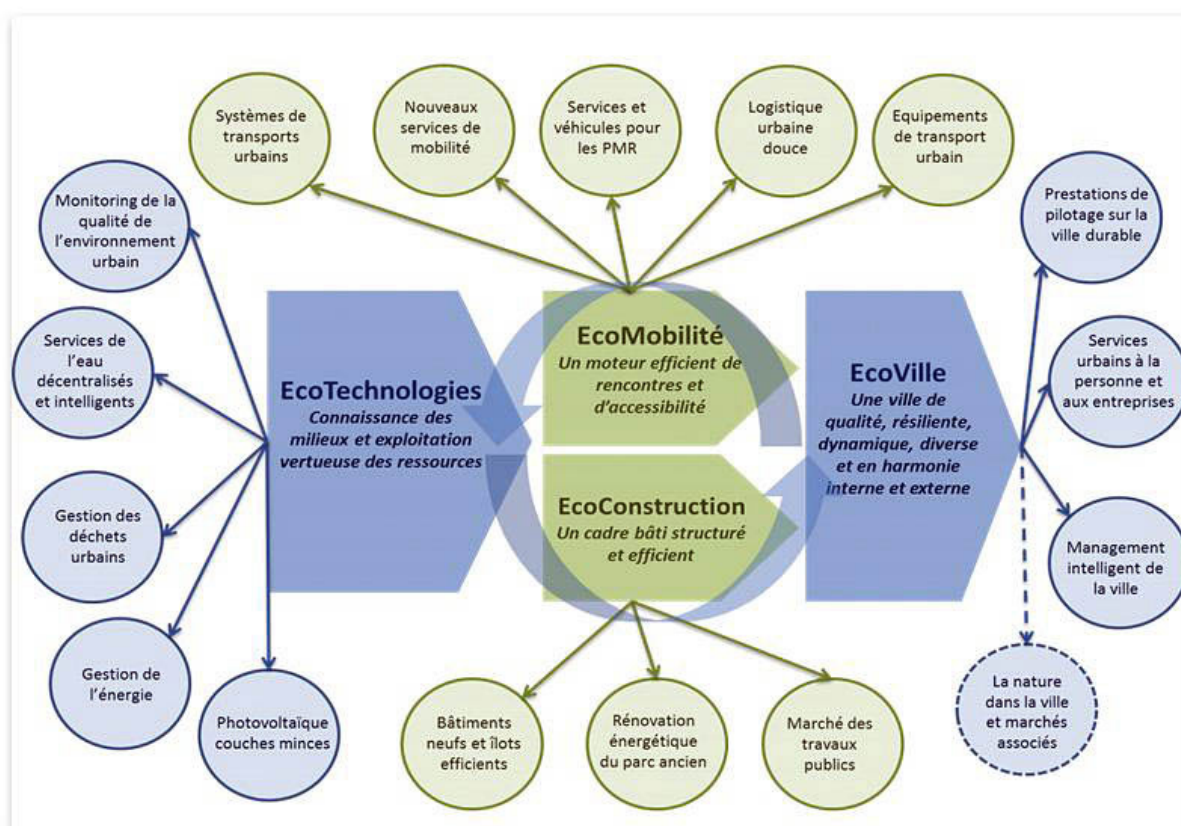 Systèmes de
transports
urbains
Nouveaux
services de
mobilité
Services et
véhicules pour
les PMR
Logistique
urbaine
douce
Equipements
de transport
urbain
Monitoring de la
qualité de
l'environnement
urbain
Services de
l'eau
décentralisés
et intelligents
Gestion des
déchets
urbains
Gestion de
l'énergie
Photovoltaïque
couches minces
EcoTechnologies
Connaissance des
milieux et exploitation
vertueuse des ressources
EcoMobilité
Un moteur efficient de
rencontres et
d'accessibilité
EcoConstruction
Un cadre bâti structuré
et efficient
EcoVille
Une ville de
qualité, résiliente,
dynamique, diverse
et en harmonie
interne et externe
Prestations de
pilotage sur la
ville durable
Services
urbains à la
personne et
aux entreprises
Management
intelligent de
la ville
La nature
dans la ville
et marchés
associés
Bâtiments
neufs et îlots
efficients
Rénovation
énergétique
du parc ancien
Marché des
travaux
publics